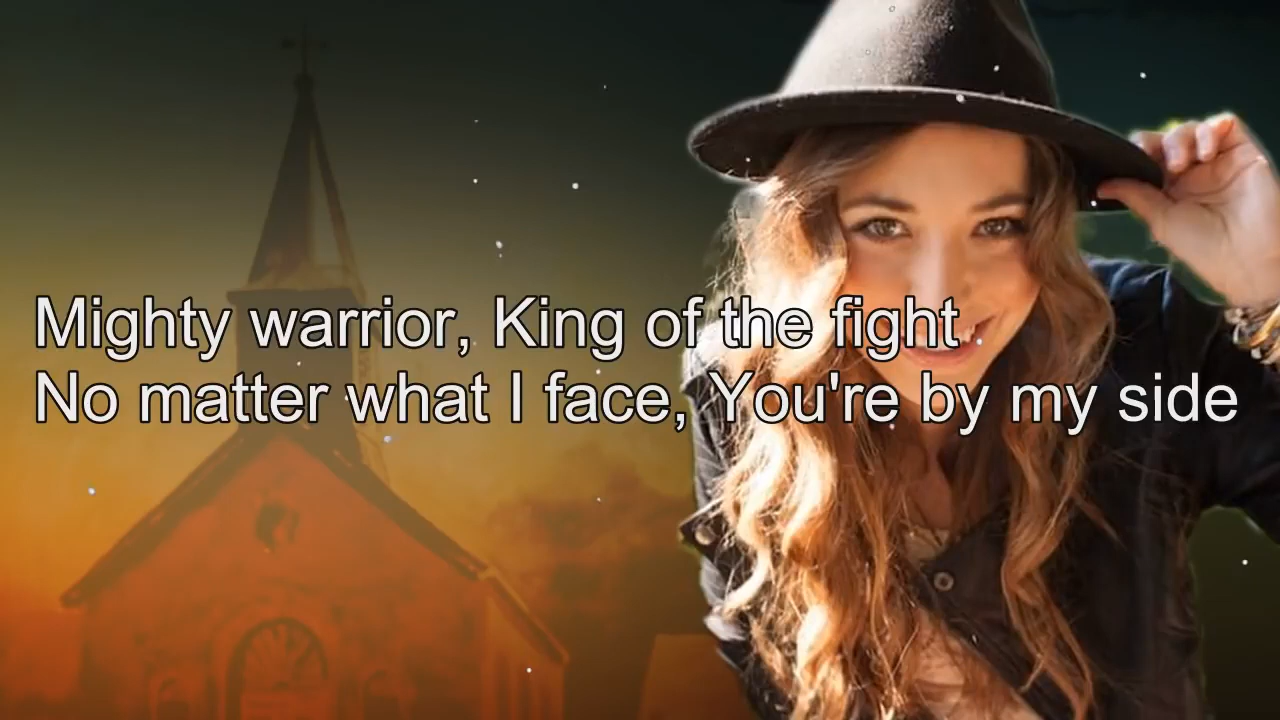 Mighty warrior, King of the fight
No matter what I face, You're by my side